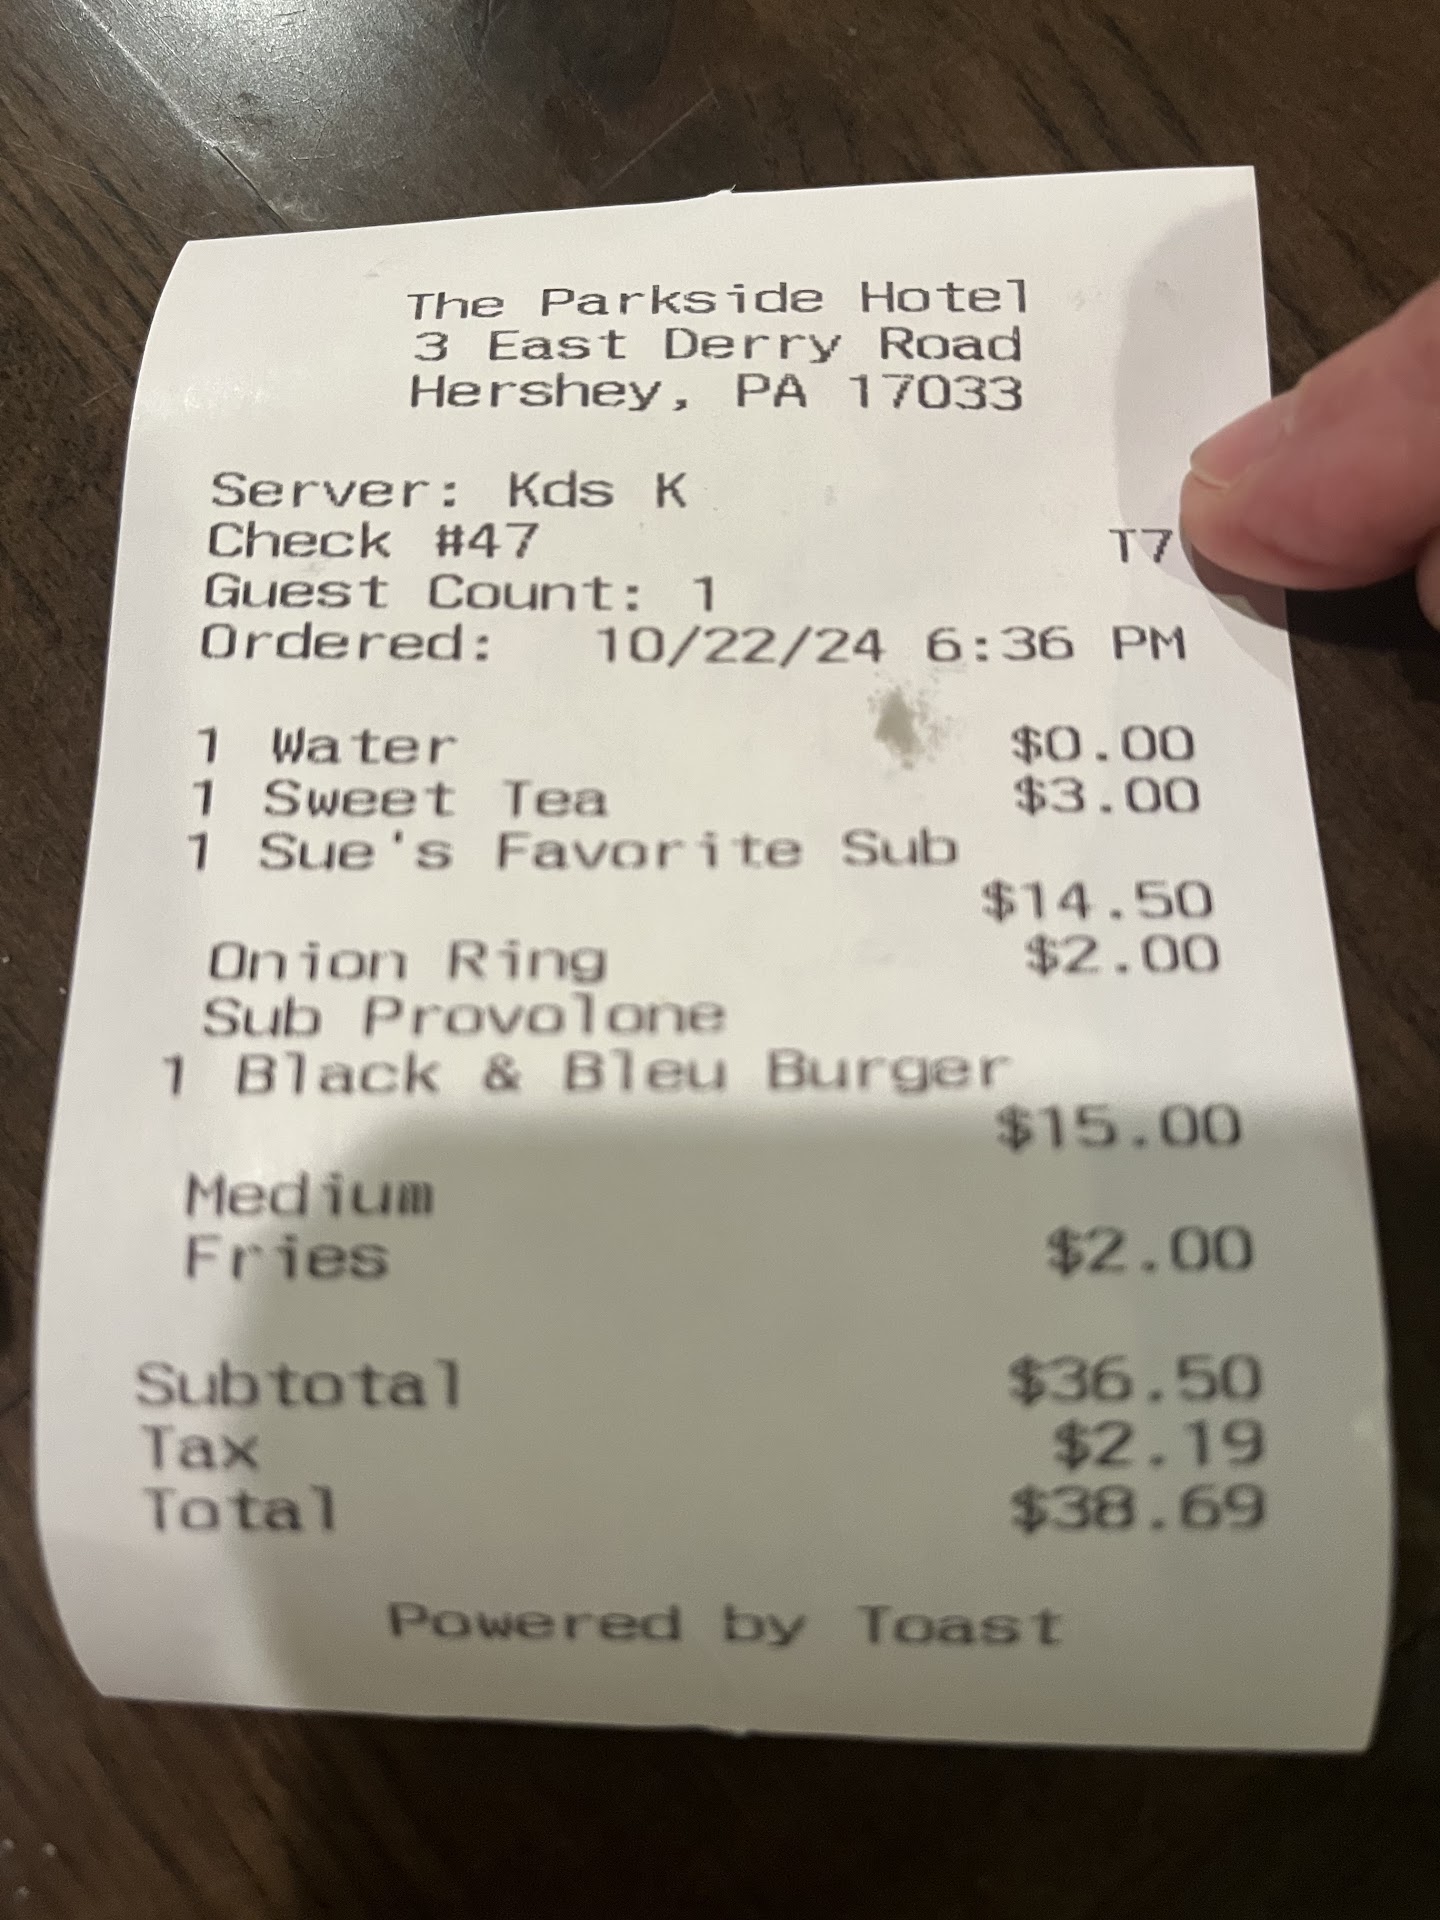 The Parkside Hotel
3 East Derry Road
Hershey, PA 17033
Server: Kds K
Check #47 T7
Guest Count: 1
Ordered: 10/22/24 6:36 PM
1 Water $0.00
1 Sweet Tea $3.00
1 Sue's Favorite Sub
$14.50
Onion Ring $2.00
Sub Provolone
1 Black & Bleu Burger
$15.00
Medium
Fries $2.00
Subtotal $36.50
Tax $2.19
Total $38.69
Powered by Toast